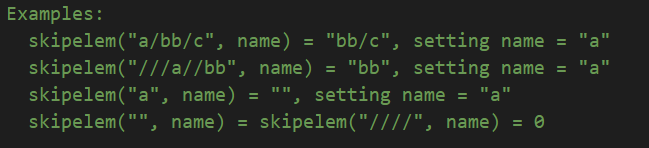 Examples:
skipelem("a/bb/c", name) = "bb/c", setting name = "a"
skipelem("///a//bb", name) = "bb", setting name = "a"
skipelem("a", name) = "", setting name = "a"
skipelem("", name) = skipelem("////", name) = 0